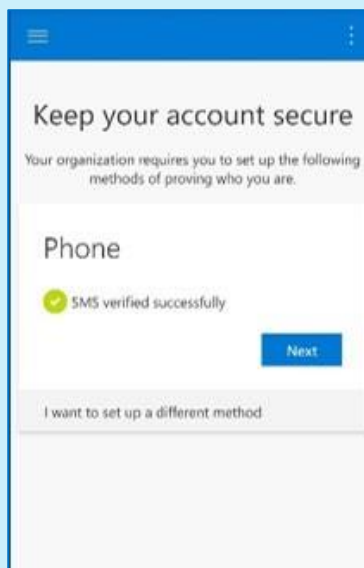 Keep your account secure
Your organization requires you to set up the following
methods of proving who you are.
Phone
SMS verified successfully
Next
I want to set up a different method